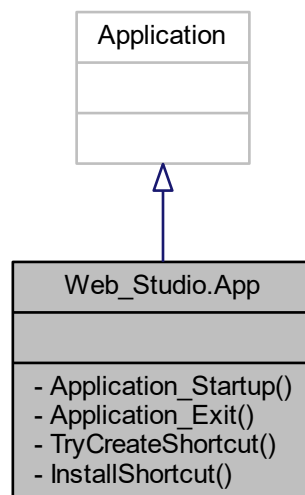 Application
Web_Studio.App
- Application_Startup()
- Application_Exit()
- TryCreateShortcut()
- InstallShortcut()